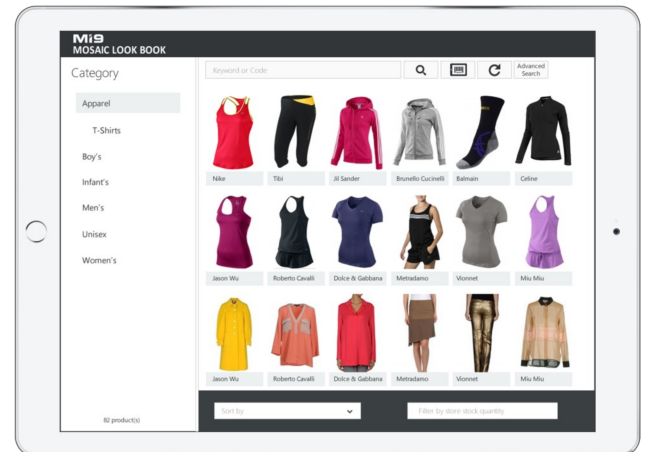 Mi9
MOSAIC LOOK BOOK
Category
Keyword or Code
Advanced
Search
Apparel
T-Shirts
Boy's
Infant's
Men's
Unisex
Women's
Nike
Tibi
Jil Sander
Brunello Cucinelli
Balmain
Celine
Jason Wu
Roberto Cavalli
Dolce & Gabbana
Metradamo
Vionnet
Miu Miu
Jason Wu
Roberto Cavalli
Dolce & Gabbana
Metradamo
Vionnet
Miu Miu
82 product(s)
Sort by
Filter by store stock quantity